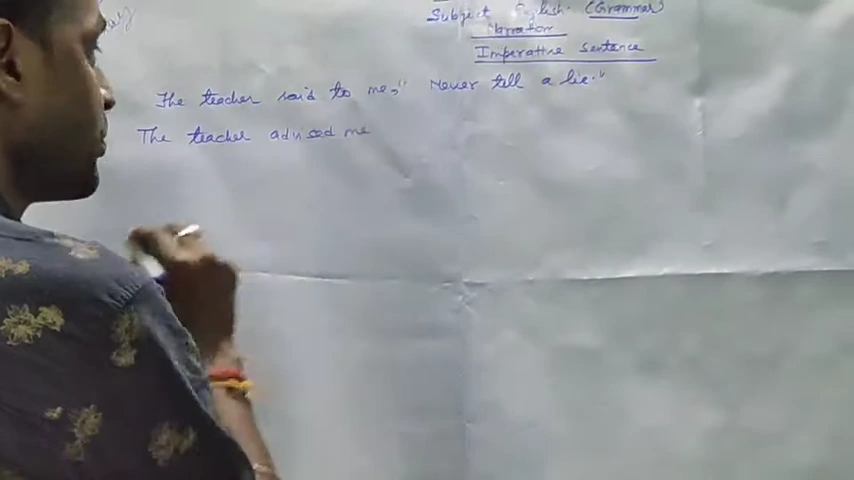 Subject English. (Grammar)
Narration
Imperative Sentence
The teacher said to me, " Never tell a lie."
The teacher advised me